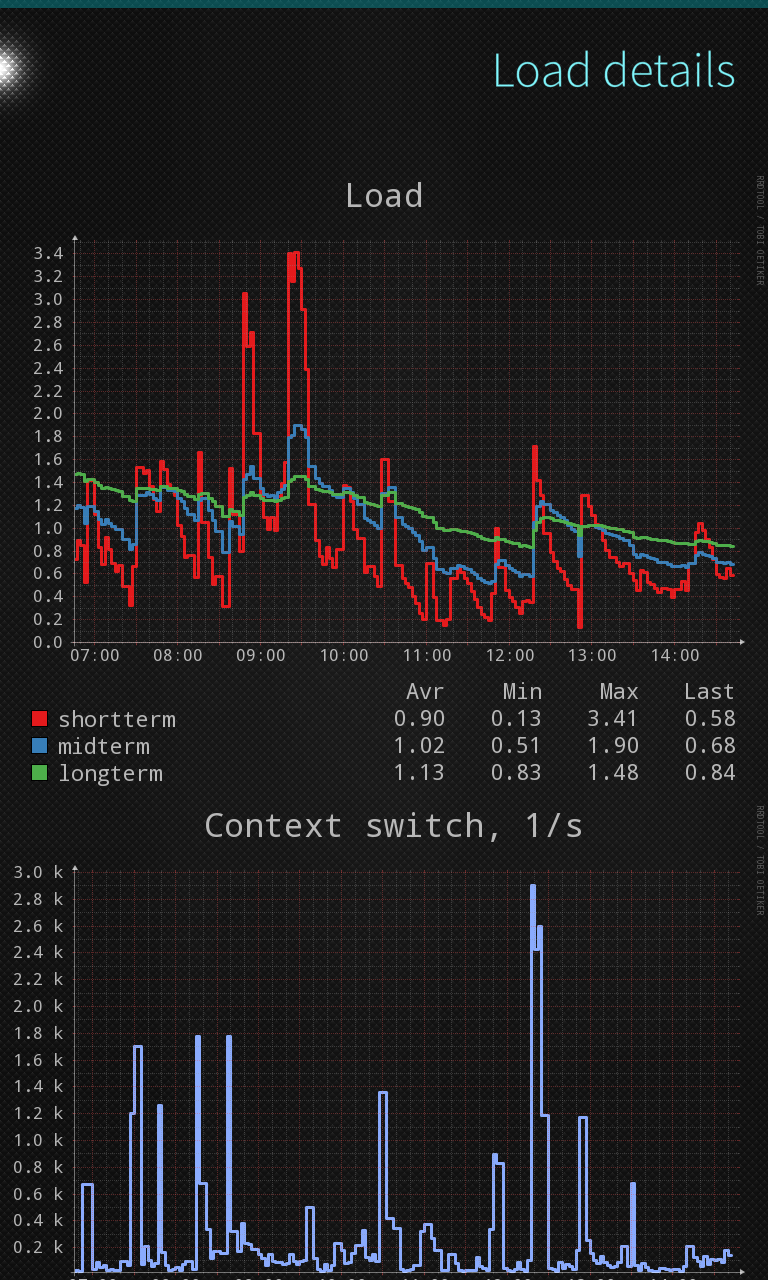 Load details
Load
RRDTOOL / TOBI OETIKER
3.4
3.2
3.0
2.8
2.6
2.4
2.2
2.0
1.8
1.6
1.4
1.2
1.0
0.8
0.6
0.4
0.2
0.0
07:00 08:00 09:00 10:00 11:00 12:00 13:00 14:00
Avr Min Max Last
shortterm 0.90 0.13 3.41 0.58
midterm 1.02 0.51 1.90 0.68
longterm 1.13 0.83 1.48 0.84
Context switch, 1/s
RRDTOOL / TOBI OETIKER
3.0 k
2.8 k
2.6 k
2.4 k
2.2 k
2.0 k
1.8 k
1.6 k
1.4 k
1.2 k
1.0 k
0.8 k
0.6 k
0.4 k
0.2 k